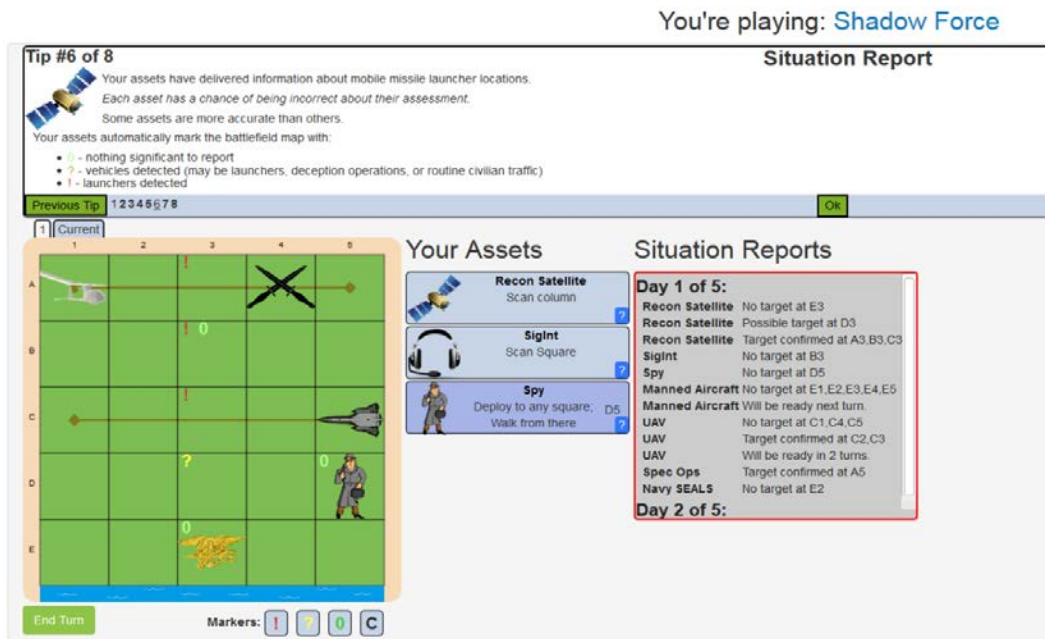 You're playing: Shadow Force
Tip #6 of 8
Situation Report
Your assets have delivered information about mobile missile launcher locations.
Each asset has a chance of being incorrect about their assessment.
Some assets are more accurate than others.
Your assets automatically mark the battlefield map with:
• 0 - nothing significant to report
• ? - vehicles detected (may be launchers, deception operations, or routine civilian traffic)
• ! - launchers detected
Previous Tip 1 2 3 4 5 6 7 8
Ok
1 Current
1 2 3 4 5
A !
B ! 0
C !
D ? 0
E 0
End Turn
Markers: ! ? 0 C
Your Assets
Recon Satellite
Scan column
?
SigInt
Scan Square
?
Spy
Deploy to any square; D5
Walk from there
?
Situation Reports
Day 1 of 5:
Recon Satellite No target at E3
Recon Satellite Possible target at D3
Recon Satellite Target confirmed at A3,B3,C3
SigInt No target at B3
Spy No target at D5
Manned Aircraft No target at E1,E2,E3,E4,E5
Manned Aircraft Will be ready next turn.
UAV No target at C1,C4,C5
UAV Target confirmed at C2,C3
UAV Will be ready in 2 turns.
Spec Ops Target confirmed at A5
Navy SEALS No target at E2
Day 2 of 5: